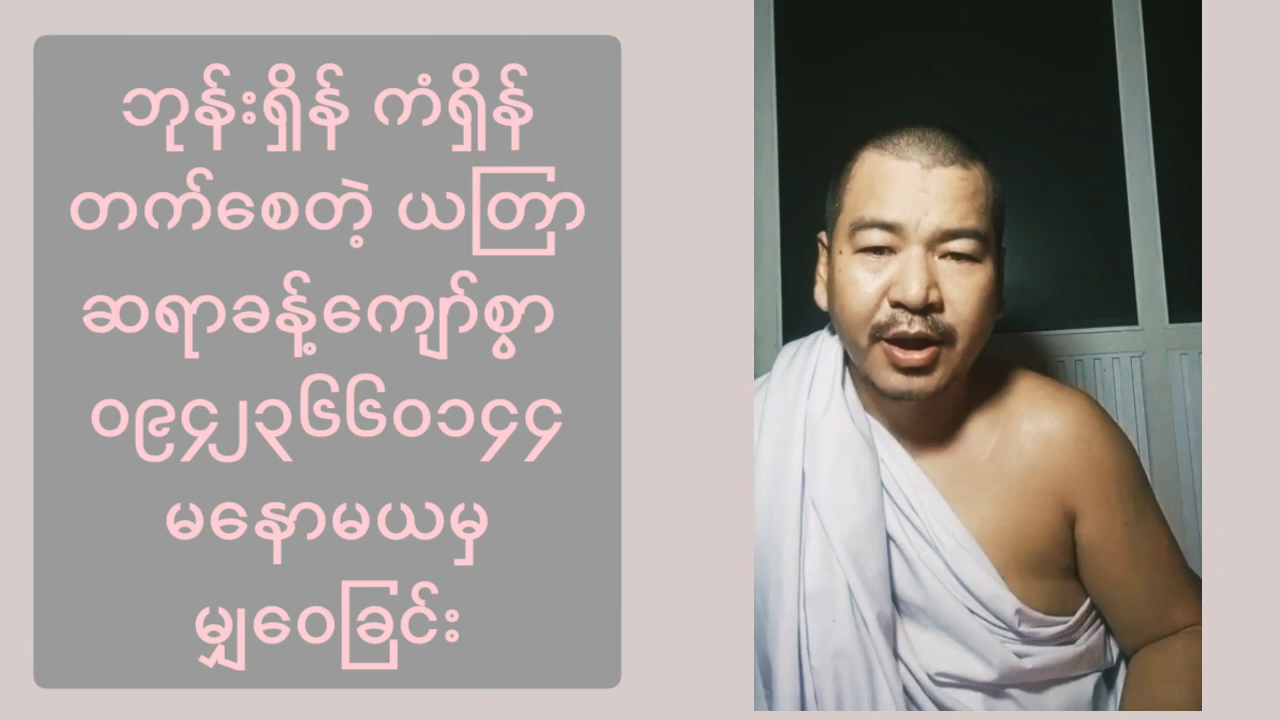 ဘုန်းရှိန် ကံရှိန်
တက်စေတဲ့ ယတြာ
ဆရာခန့်ကျော်စွာ
၀၉၄၂၃၆၆၀၁၄၄
မနောမယမှ
မျှဝေခြင်း